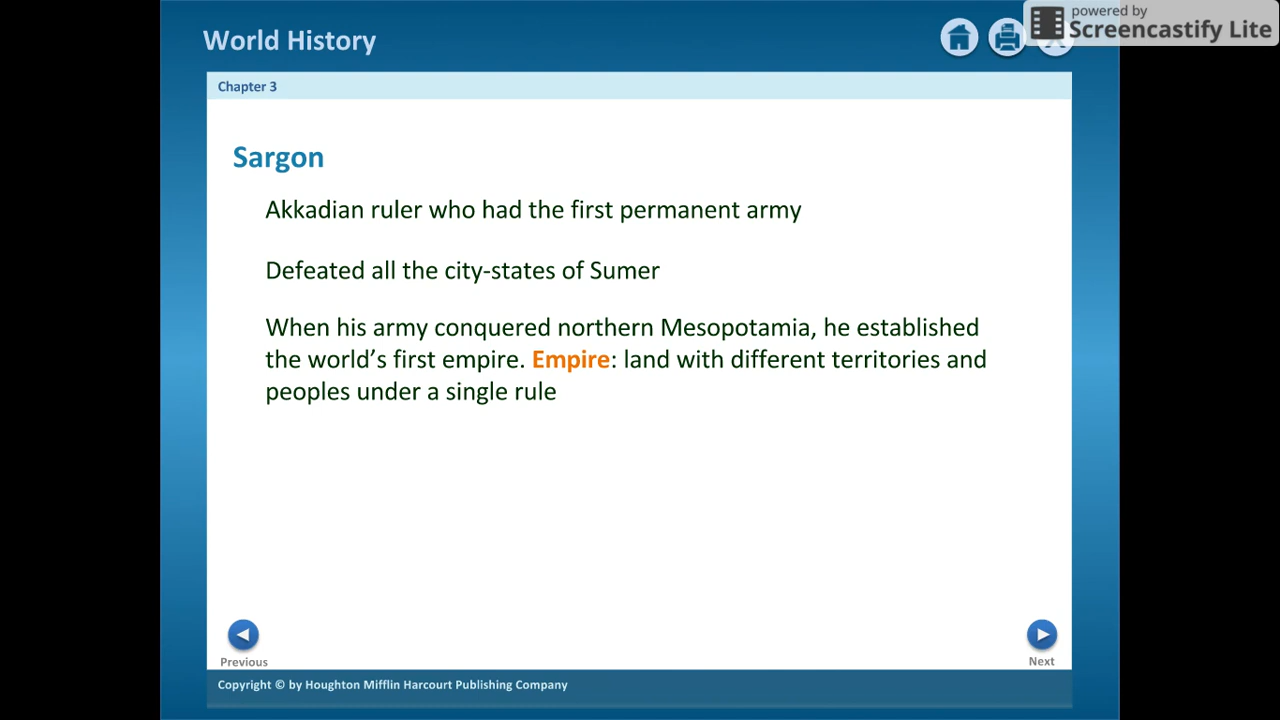 powered by
Screencastify Lite
World History
Chapter 3
Sargon
Akkadian ruler who had the first permanent army
Defeated all the city-states of Sumer
When his army conquered northern Mesopotamia, he established
the world’s first empire. Empire: land with different territories and
peoples under a single rule
Previous
Next
Copyright © by Houghton Mifflin Harcourt Publishing Company